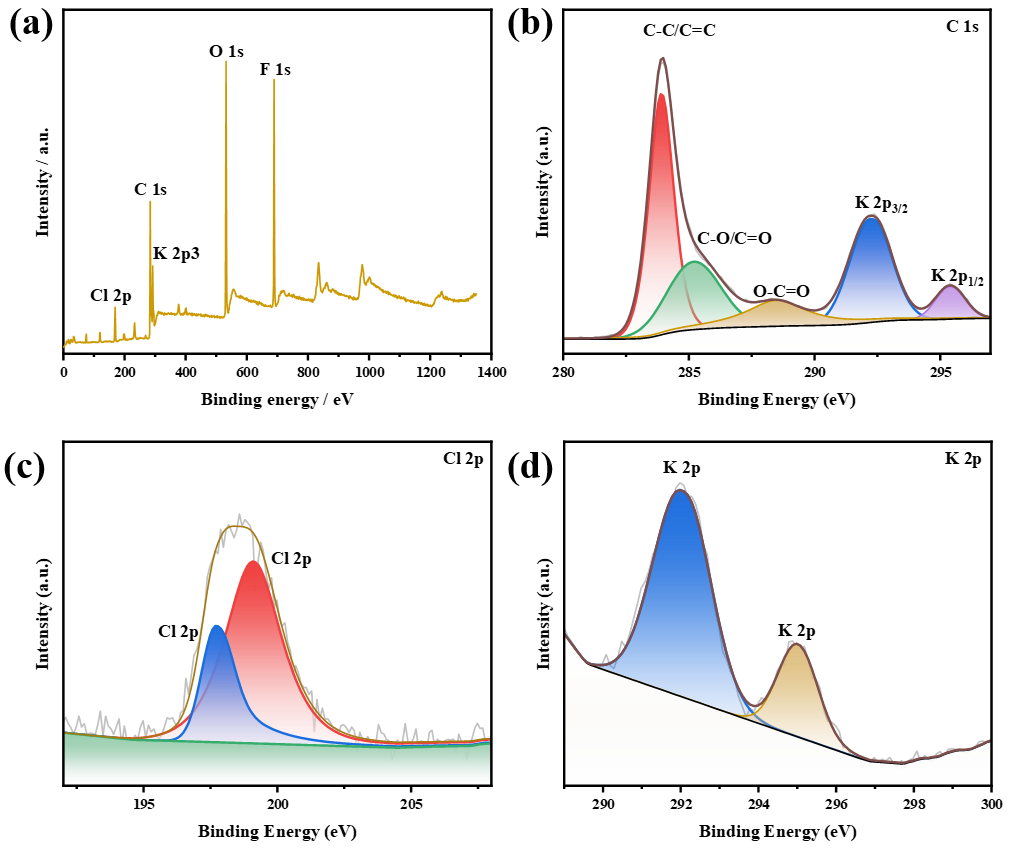 (a)
O 1s
F 1s
C 1s
K 2p3
Cl 2p
Intensity / a.u.
0 200 400 600 800 1000 1200 1400
Binding energy / eV
(b)
C 1s
C-C/C=C
C-O/C=O
O-C=O
K 2p3/2
K 2p1/2
Intensity (a.u.)
280 285 290 295
Binding Energy (eV)
(c)
Cl 2p
Cl 2p
Cl 2p
Intensity (a.u.)
195 200 205
Binding Energy (eV)
(d)
K 2p
K 2p
K 2p
Intensity (a.u.)
290 292 294 296 298 300
Binding Energy (eV)